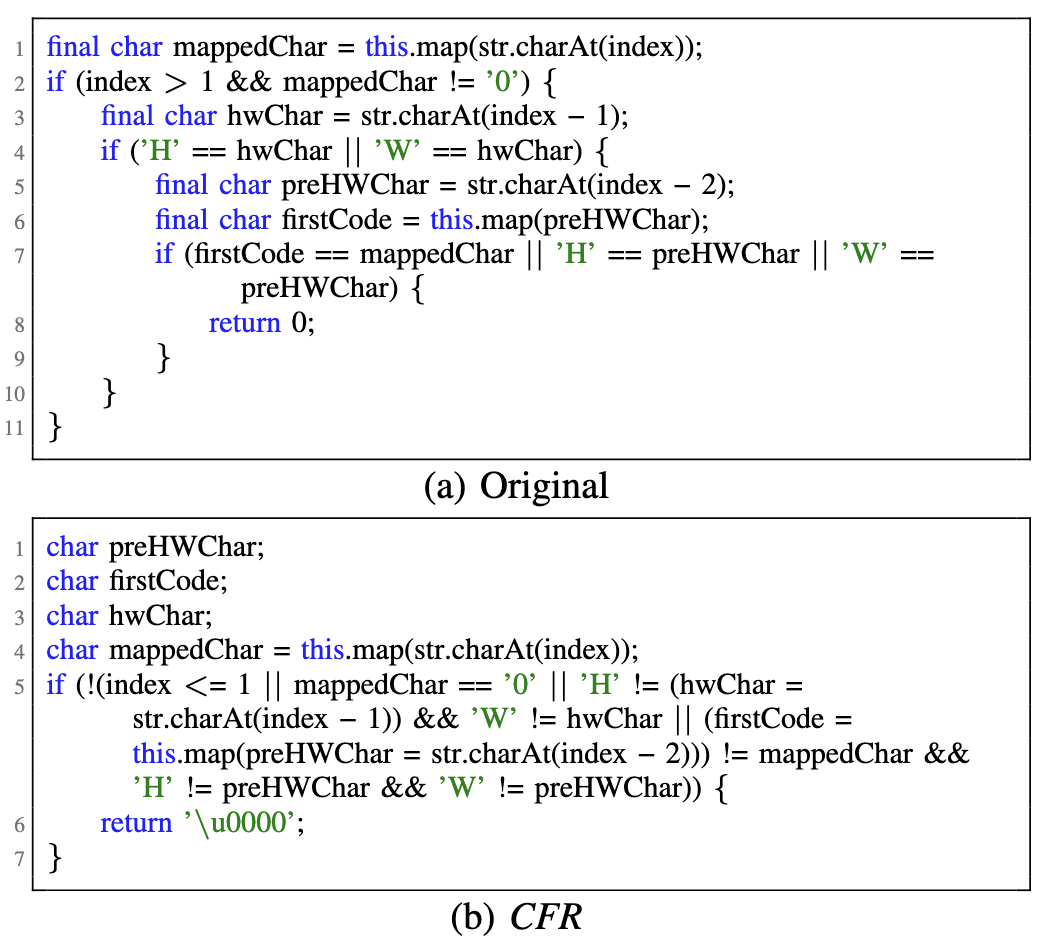 1 final char mappedChar = this.map(str.charAt(index));
2 if (index > 1 && mappedChar != ’0’) {
3 final char hwChar = str.charAt(index − 1);
4 if (’H’ == hwChar || ’W’ == hwChar) {
5 final char preHWChar = str.charAt(index − 2);
6 final char firstCode = this.map(preHWChar);
7 if (firstCode == mappedChar || ’H’ == preHWChar || ’W’ ==
preHWChar) {
8 return 0;
9 }
10 }
11 }
(a) Original
1 char preHWChar;
2 char firstCode;
3 char hwChar;
4 char mappedChar = this.map(str.charAt(index));
5 if (!(index <= 1 || mappedChar == ’0’ || ’H’ != (hwChar =
str.charAt(index − 1)) && ’W’ != hwChar || (firstCode =
this.map(preHWChar = str.charAt(index − 2))) != mappedChar &&
’H’ != preHWChar && ’W’ != preHWChar)) {
6 return ’\u0000’;
7 }
(b) CFR